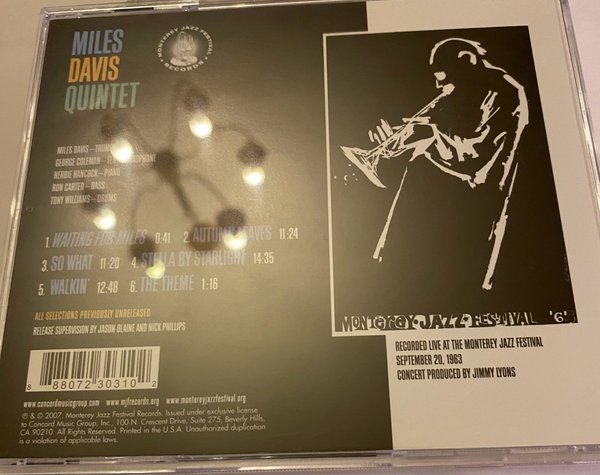 MILES
DAVIS
QUINTET
MONTEREY JAZZ FESTIVAL
RECORDS
MILES DAVIS—TRUMPET
GEORGE COLEMAN—TENOR SAXOPHONE
HERBIE HANCOCK—PIANO
RON CARTER—BASS
TONY WILLIAMS—DRUMS
1. WAITING FOR MILES 0:41 2. AUTUMN LEAVES 11:24
3. SO WHAT 11:20 4. STELLA BY STARLIGHT 14:35
5. WALKIN' 12:48 6. THE THEME 1:16
ALL SELECTIONS PREVIOUSLY UNRELEASED
RELEASE SUPERVISION BY JASON OLAINE AND NICK PHILLIPS
8 88072 30310 2
www.concordmusicgroup.com www.mjfrecords.org www.montereyjazzfestival.org
℗ & © 2007, Monterey Jazz Festival Records. Issued under exclusive license
to Concord Music Group, Inc., 100 N. Crescent Drive, Suite 275, Beverly Hills,
CA 90210. All Rights Reserved. Printed in the U.S.A. Unauthorized duplication
is a violation of applicable laws.
MONTEREY·JAZZ·FESTIVAL '6'
RECORDED LIVE AT THE MONTEREY JAZZ FESTIVAL
SEPTEMBER 20, 1963
CONCERT PRODUCED BY JIMMY LYONS